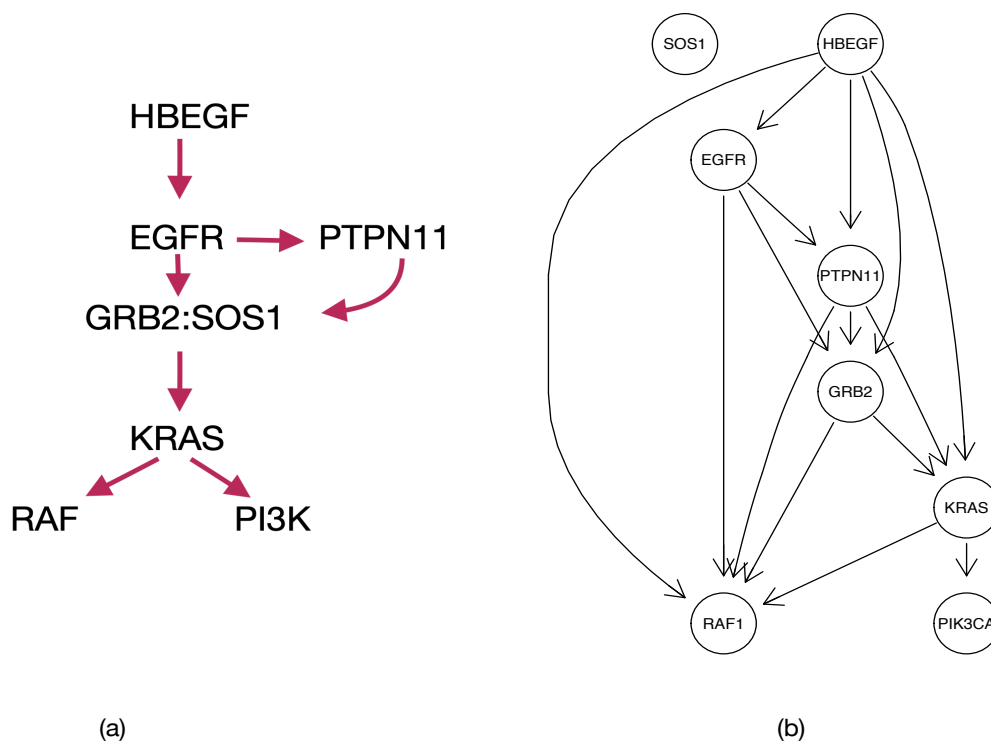 HBEGF
EGFR
PTPN11
GRB2:SOS1
KRAS
RAF
PI3K
(a)
SOS1
HBEGF
EGFR
PTPN11
GRB2
KRAS
RAF1
PIK3CA
(b)